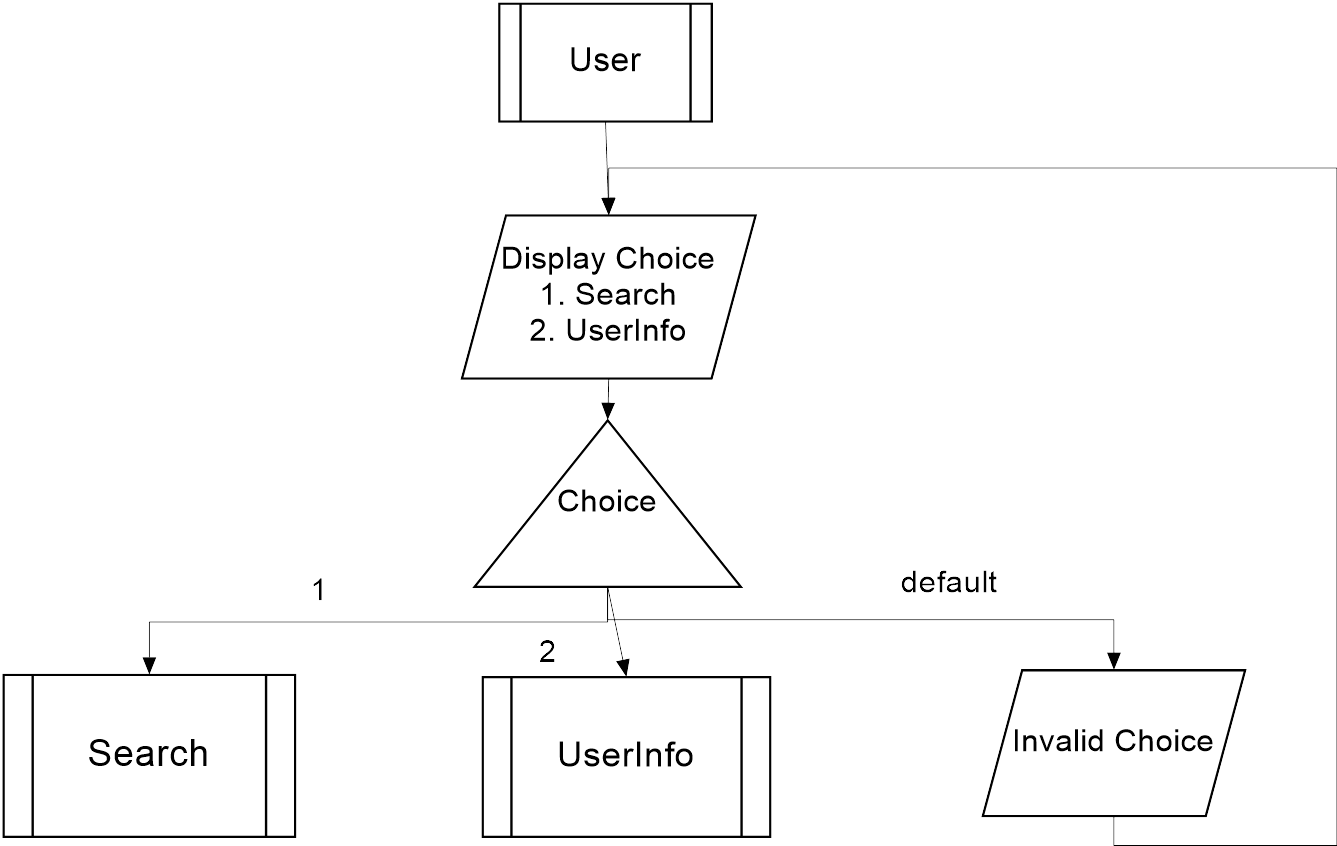 User
Display Choice
1. Search
2. UserInfo
Choice
1
default
2
Search
UserInfo
Invalid Choice